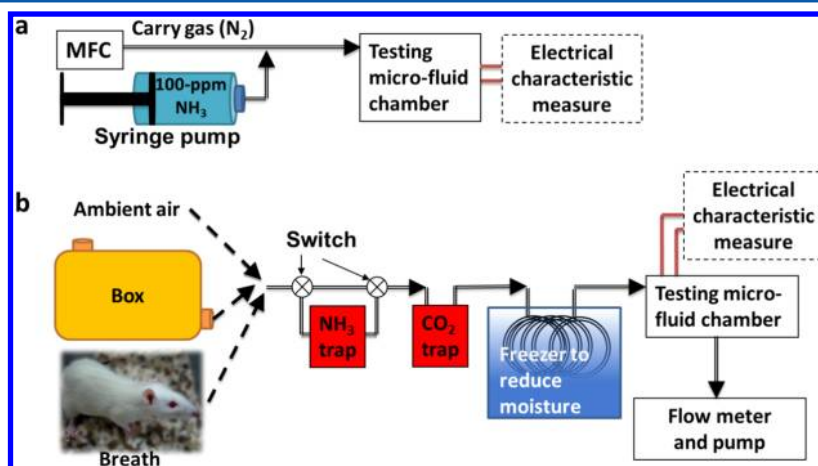 a
Carry gas (N₂)
MFC
100-ppm
NH₃
Syringe pump
Testing
micro-fluid
chamber
Electrical
characteristic
measure
b
Ambient air
Box
Breath
Switch
NH₃
trap
CO₂
trap
Freezer to
reduce
moisture
Electrical
characteristic
measure
Testing micro-
fluid chamber
Flow meter
and pump